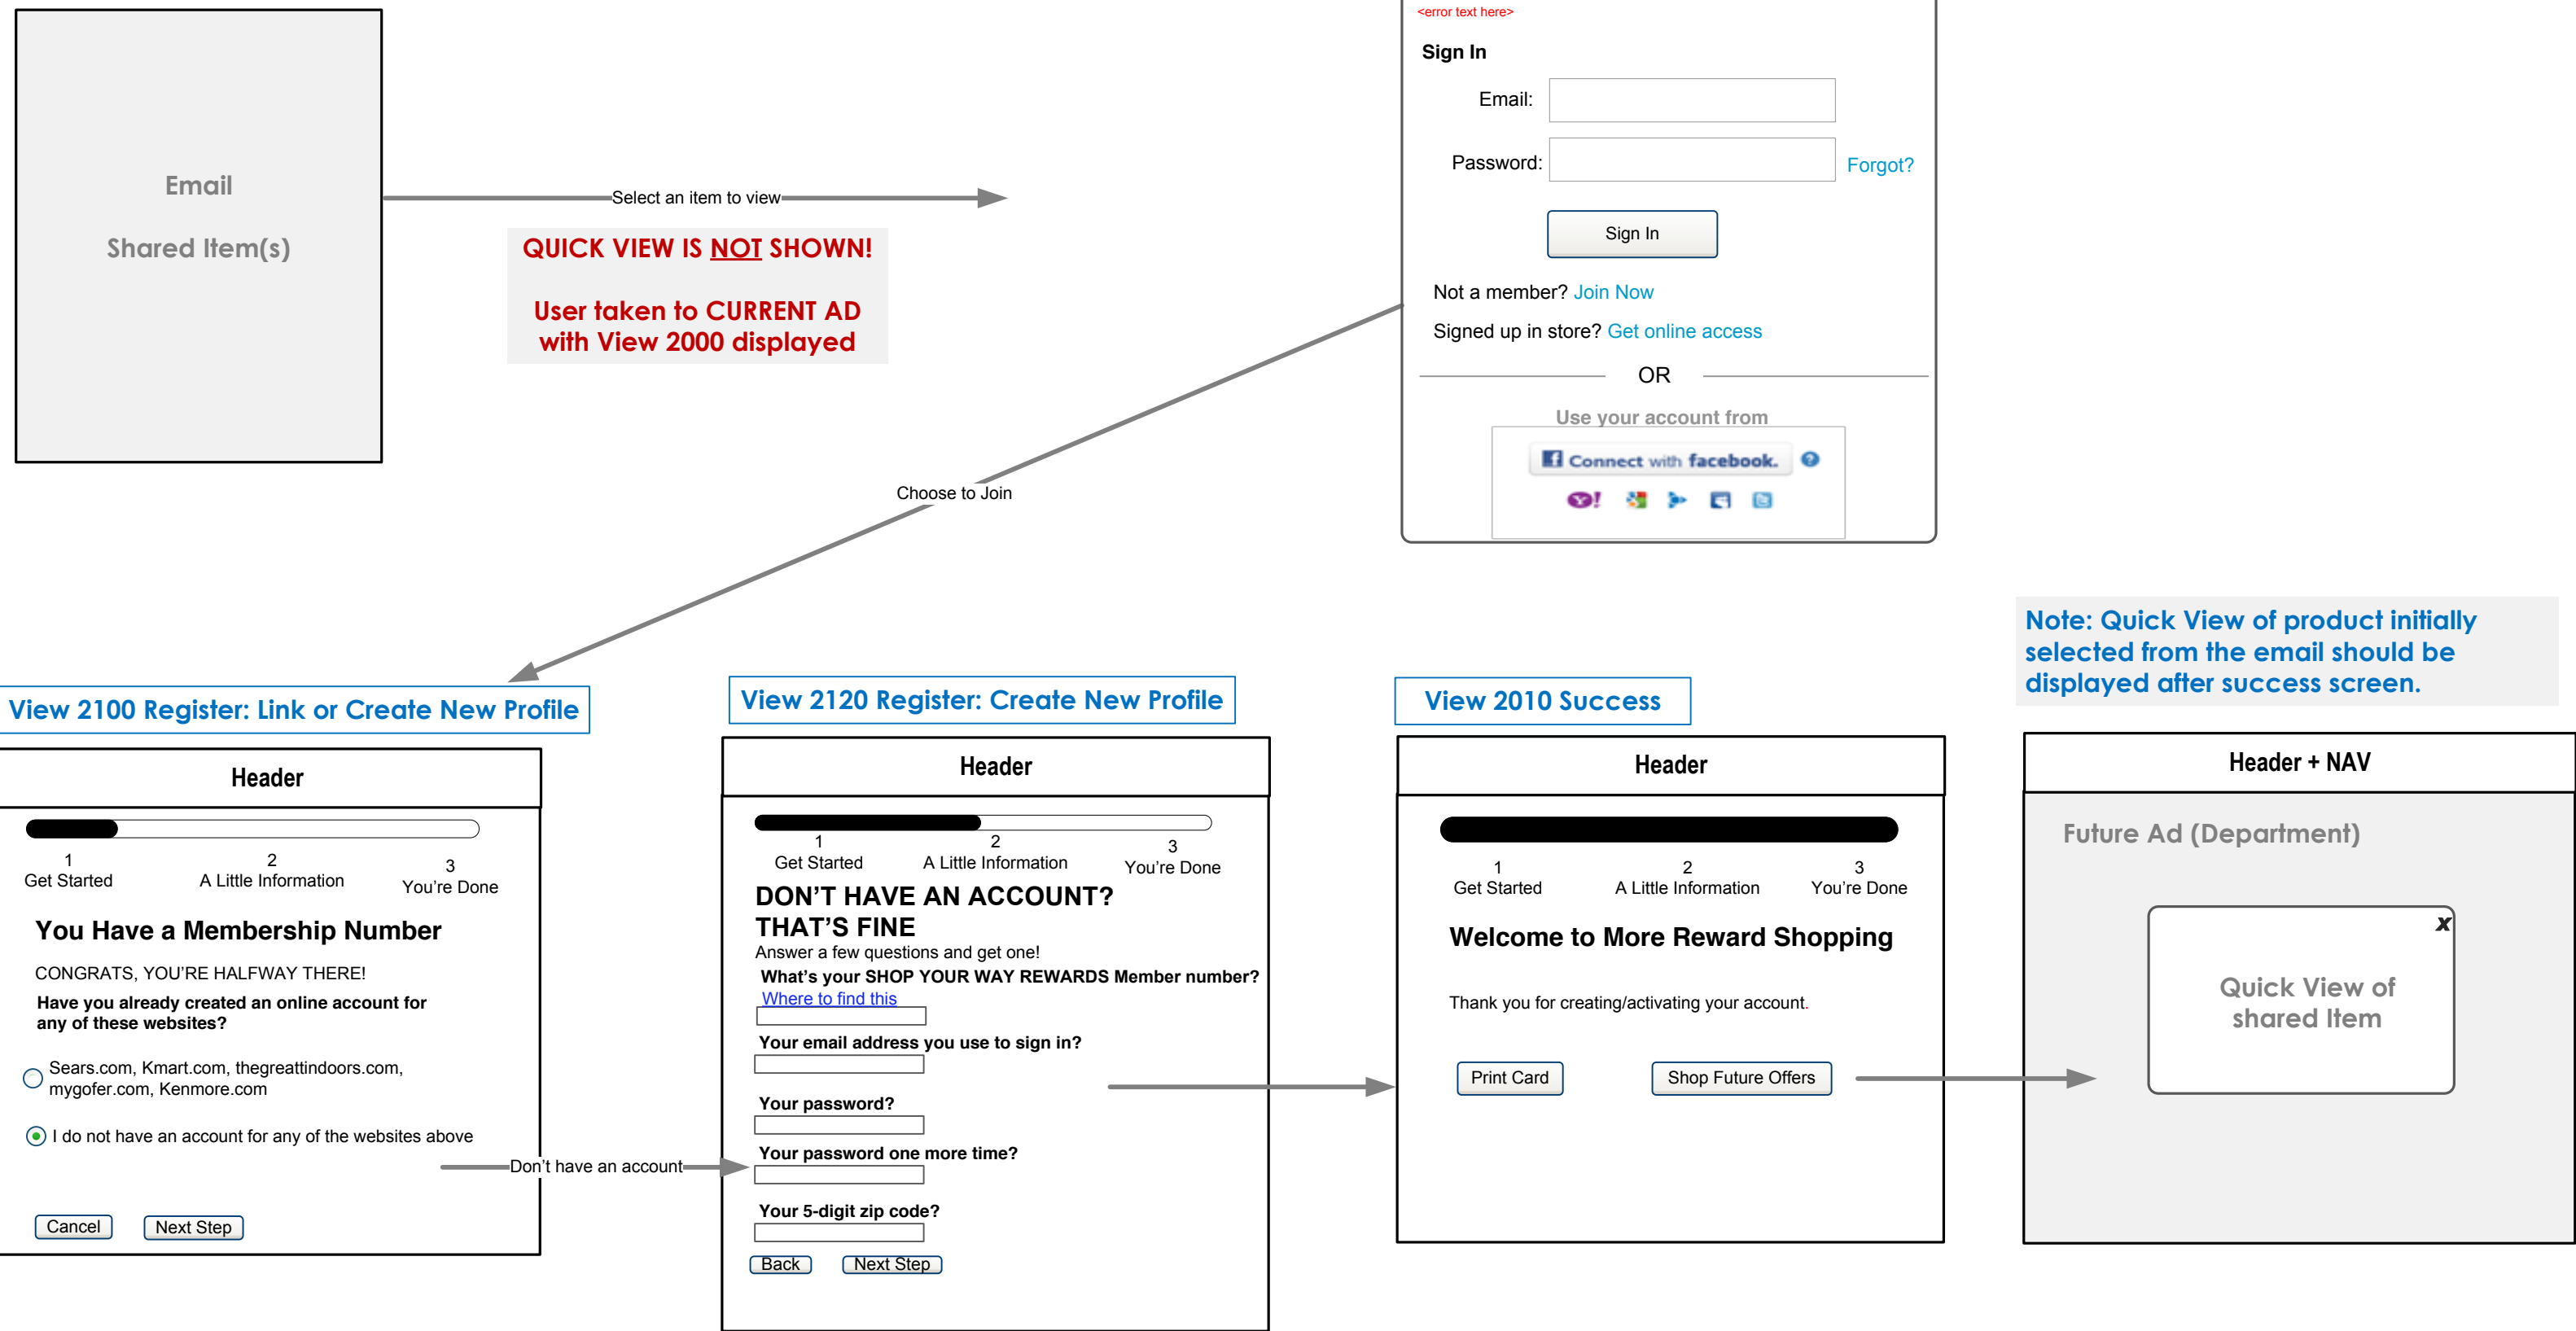 Email
Shared Item(s)
Select an item to view
QUICK VIEW IS NOT SHOWN!
User taken to CURRENT AD
with View 2000 displayed
<error text here>
Sign In
Email:
Password:
Forgot?
Sign In
Not a member? Join Now
Signed up in store? Get online access
OR
Use your account from
f Connect with facebook. ?
Y!
Choose to Join
Note: Quick View of product initially
selected from the email should be
displayed after success screen.
View 2100 Register: Link or Create New Profile
Header
1
Get Started
2
A Little Information
3
You're Done
You Have a Membership Number
CONGRATS, YOU'RE HALFWAY THERE!
Have you already created an online account for
any of these websites?
Sears.com, Kmart.com, thegreattindoors.com,
mygofer.com, Kenmore.com
I do not have an account for any of the websites above
Don't have an account
Cancel
Next Step
View 2120 Register: Create New Profile
Header
1
Get Started
2
A Little Information
3
You're Done
DON'T HAVE AN ACCOUNT?
THAT'S FINE
Answer a few questions and get one!
What's your SHOP YOUR WAY REWARDS Member number?
Where to find this
Your email address you use to sign in?
Your password?
Your password one more time?
Your 5-digit zip code?
Back
Next Step
View 2010 Success
Header
1
Get Started
2
A Little Information
3
You're Done
Welcome to More Reward Shopping
Thank you for creating/activating your account.
Print Card
Shop Future Offers
Header + NAV
Future Ad (Department)
x
Quick View of
shared Item